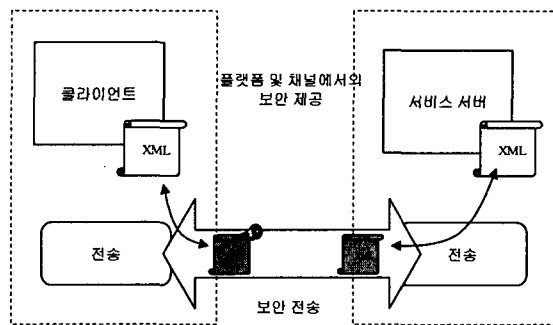 클라이언트
XML
플랫폼 및 채널에서의
보안 제공
서비스 서버
XML
전송
전송
보안 전송